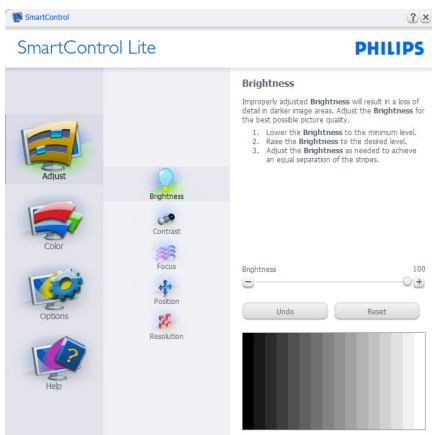 SmartControl
SmartControl Lite
PHILIPS
Adjust
Color
Options
Help
Brightness
Contrast
Focus
Position
Resolution
Brightness
Improperly adjusted Brightness will result in a loss of
detail in darker image areas. Adjust the Brightness for
the best possible picture quality.
1. Lower the Brightness to the minimum level.
2. Raise the Brightness to the desired level.
3. Adjust the Brightness as needed to achieve
an equal separation of the stripes.
Brightness 100
Undo Reset